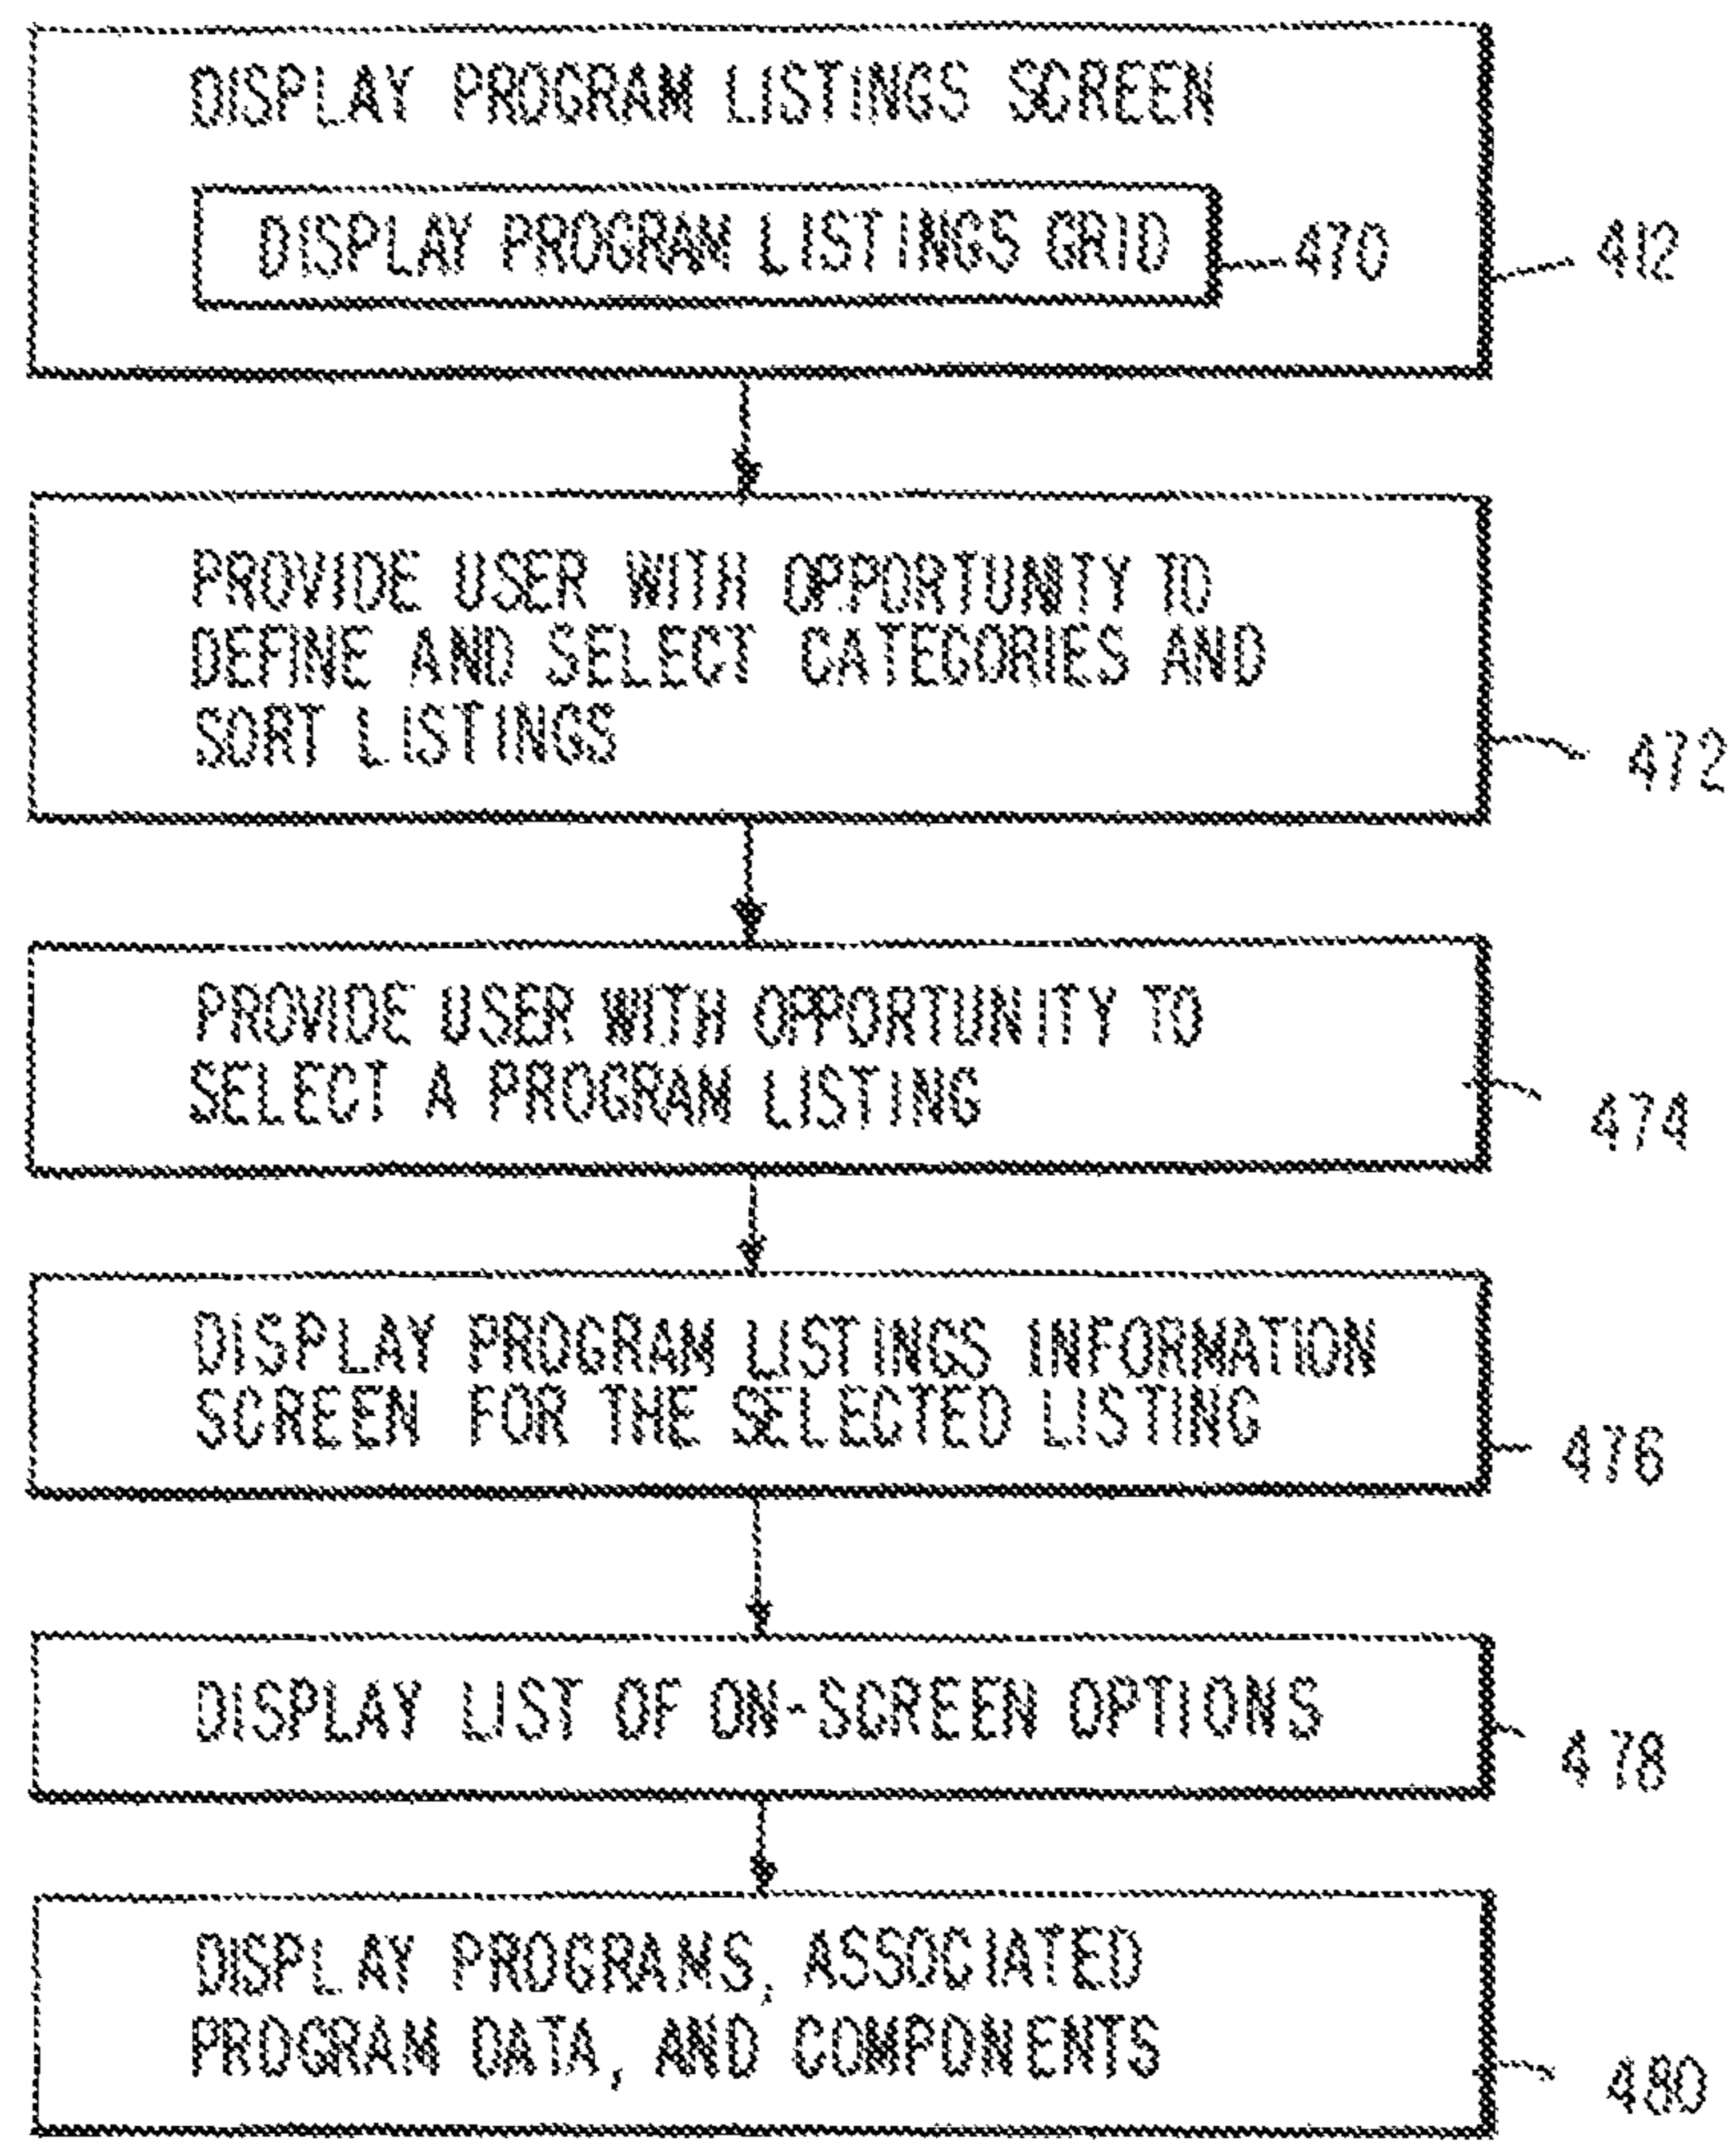 DISPLAY PROGRAM LISTINGS SCREEN
DISPLAY PROGRAM LISTINGS GRID
470
412
PROVIDE USER WITH OPPORTUNITY TO
DEFINE AND SELECT CATEGORIES AND
SORT LISTINGS
472
PROVIDE USER WITH OPPORTUNITY TO
SELECT A PROGRAM LISTING
474
DISPLAY PROGRAM LISTINGS INFORMATION
SCREEN FOR THE SELECTED LISTING
476
DISPLAY LIST OF ON-SCREEN OPTIONS
478
DISPLAY PROGRAMS, ASSOCIATED
PROGRAM DATA, AND COMPONENTS
480